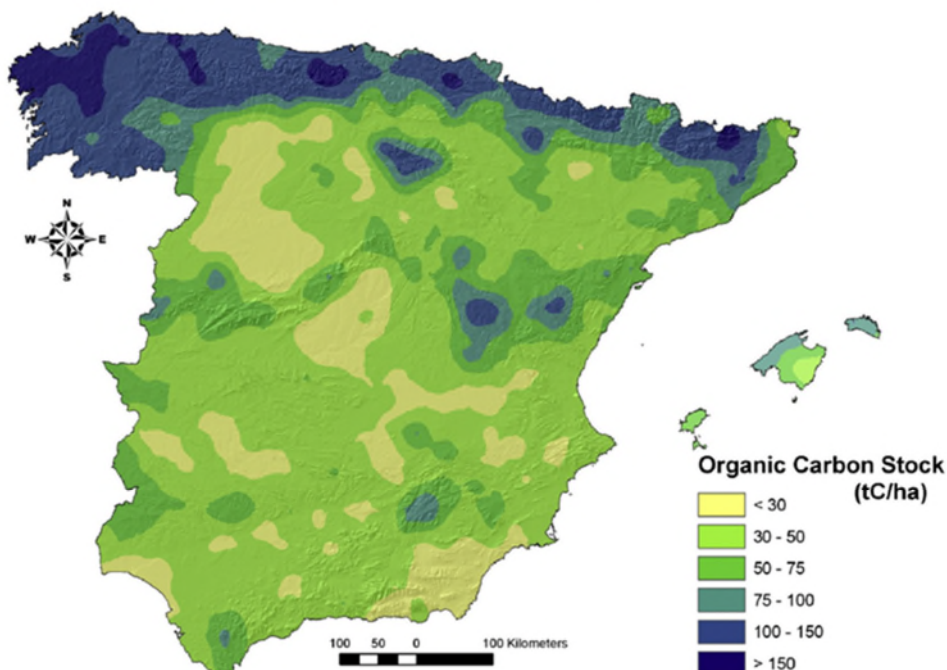 N
W E
S
Organic Carbon Stock
(tC/ha)
< 30
30 - 50
50 - 75
75 - 100
100 - 150
> 150
100 50 0 100 Kilometers